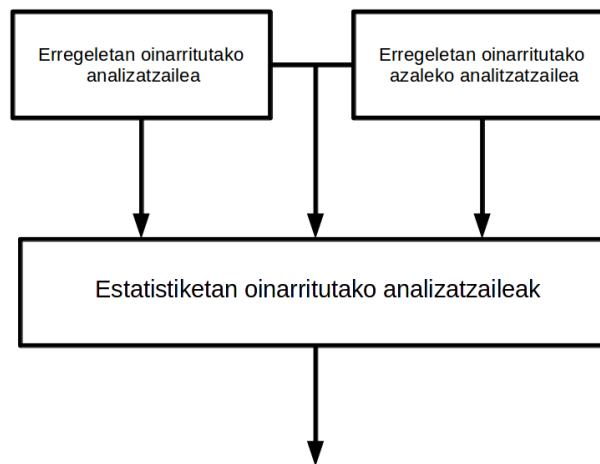 Erregeletan oinarritutako
analizatzailea
Erregeletan oinarritutako
azaleko analitzatzailea
Estatistiketan oinarritutako analizatzaileak